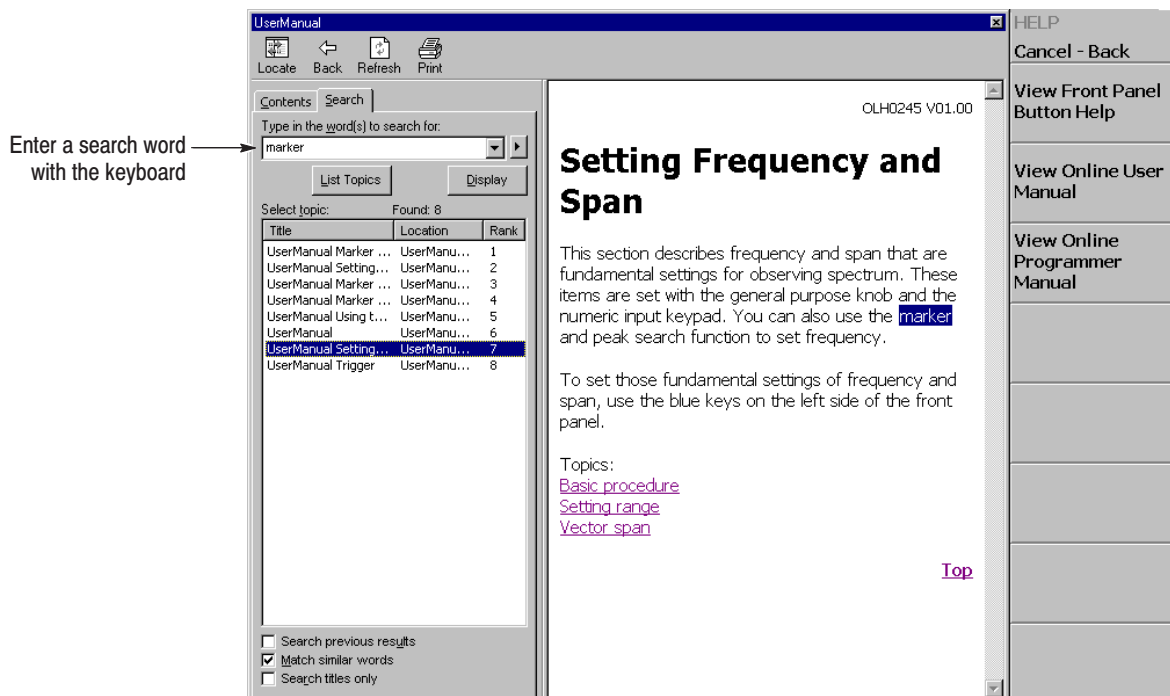 UserManual
Locate Back Refresh Print
Contents Search
Type in the word(s) to search for:
marker
List Topics Display
Select topic: Found: 8
Title Location Rank
UserManual Marker ... UserManu... 1
UserManual Setting... UserManu... 2
UserManual Marker ... UserManu... 3
UserManual Marker ... UserManu... 4
UserManual Using t... UserManu... 5
UserManual UserManu... 6
UserManual Setting... UserManu... 7
UserManual Trigger UserManu... 8
Search previous results
Match similar words
Search titles only
Enter a search word
with the keyboard
OLH0245 V01.00
Setting Frequency and
Span
This section describes frequency and span that are
fundamental settings for observing spectrum. These
items are set with the general purpose knob and the
numeric input keypad. You can also use the marker
and peak search function to set frequency.
To set those fundamental settings of frequency and
span, use the blue keys on the left side of the front
panel.
Topics:
Basic procedure
Setting range
Vector span
Top
HELP
Cancel - Back
View Front Panel
Button Help
View Online User
Manual
View Online
Programmer
Manual